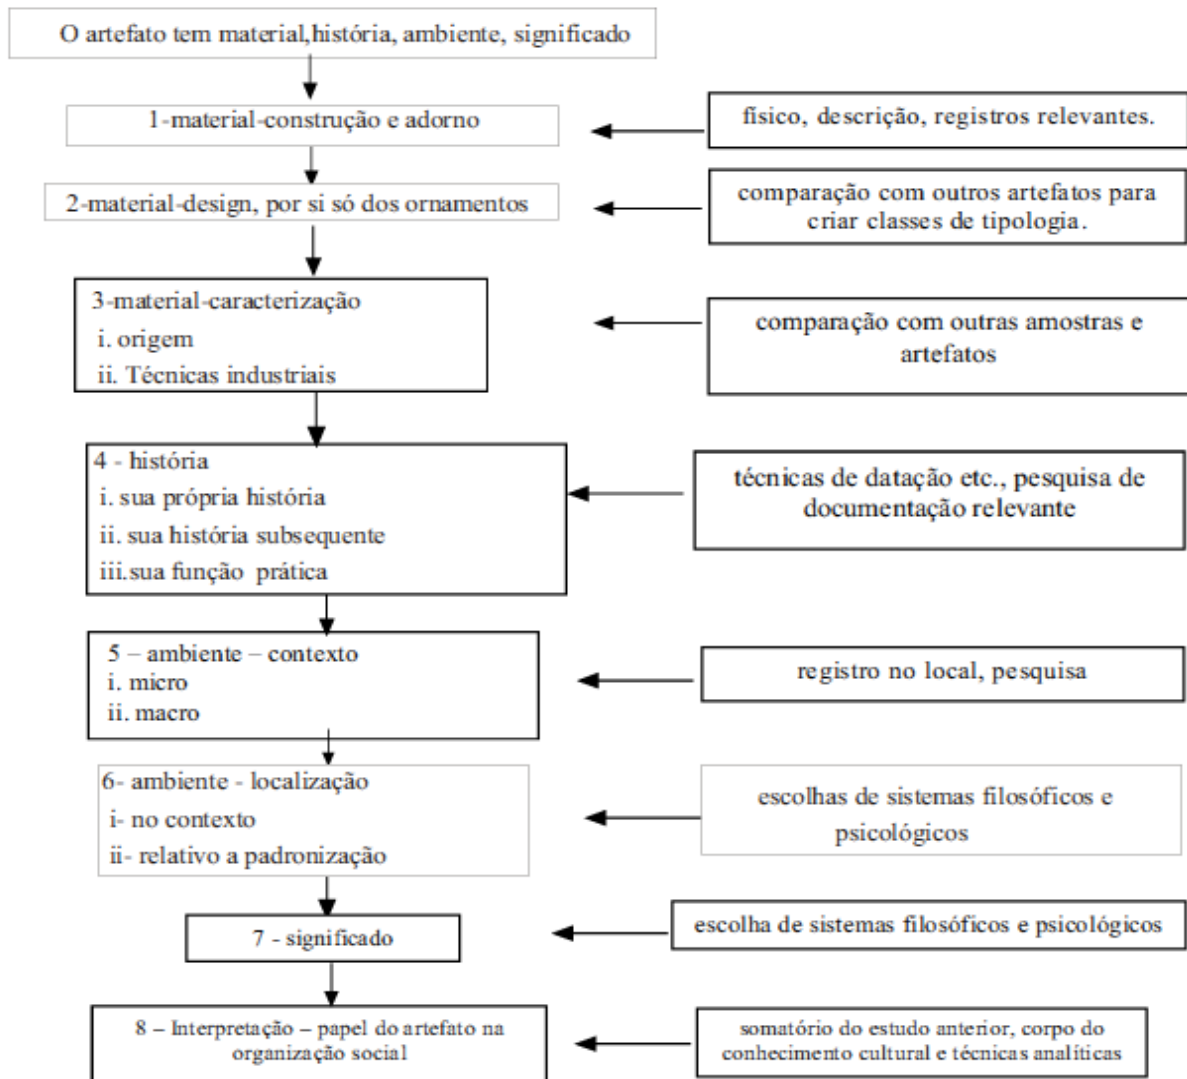 O artefato tem material,história, ambiente, significado
1-material-construção e adorno
físico, descrição, registros relevantes.
2-material-design, por si só dos ornamentos
comparação com outros artefatos para
criar classes de tipologia.
3-material-caracterização
i. origem
ii. Técnicas industriais
comparação com outras amostras e
artefatos
4 - história
i. sua própria história
ii. sua história subsequente
iii.sua função prática
técnicas de datação etc., pesquisa de
documentação relevante
5 – ambiente – contexto
i. micro
ii. macro
registro no local, pesquisa
6- ambiente - localização
i- no contexto
ii- relativo a padronização
escolhas de sistemas filosóficos e
psicológicos
7 - significado
escolha de sistemas filosóficos e psicológicos
8 – Interpretação – papel do artefato na
organização social
somatório do estudo anterior, corpo do
conhecimento cultural e técnicas analíticas